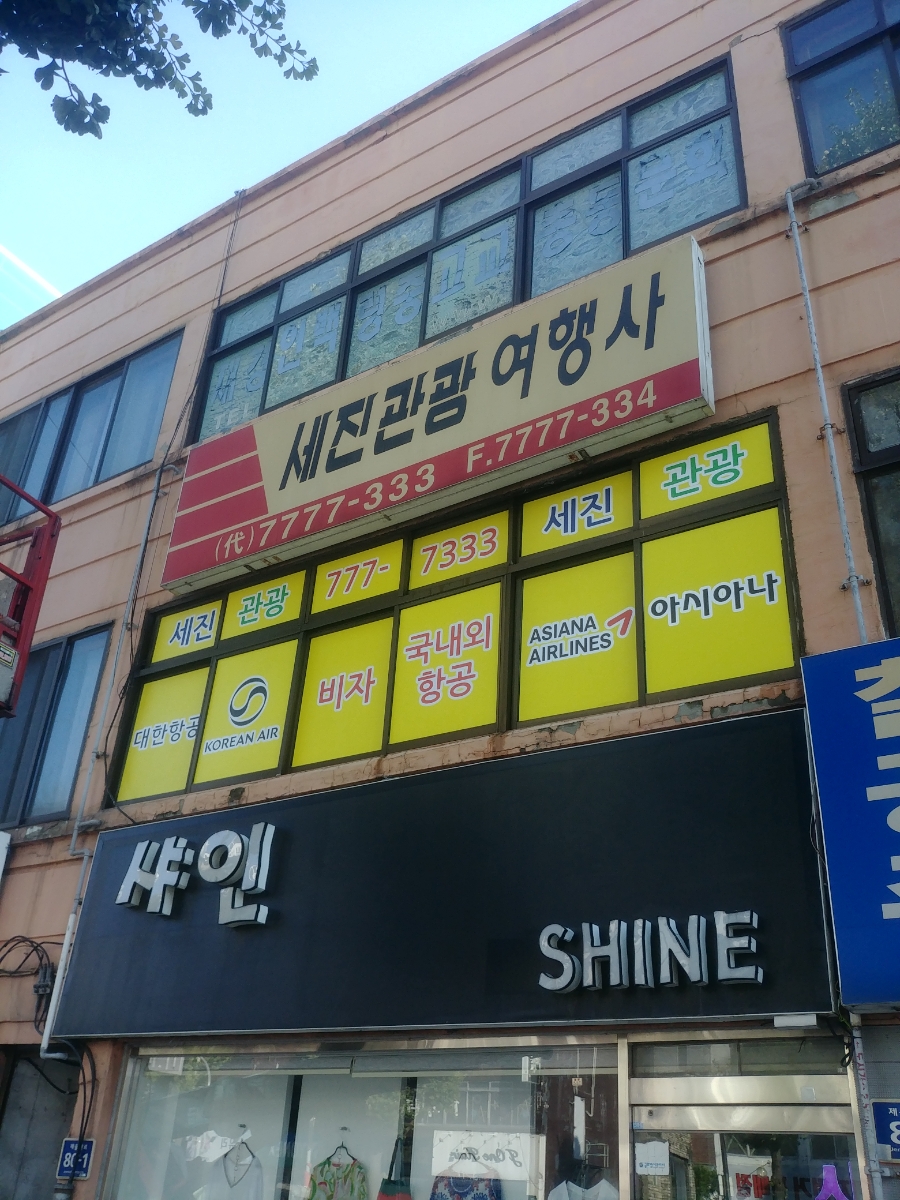 세진관광 여행사
(代)7777-333 F.7777-334
세진 관광 777- 7333 세진 관광
대한항공
KOREAN AIR
비자
국내외
항공
ASIANA
AIRLINES
아시아나
샤인
SHINE